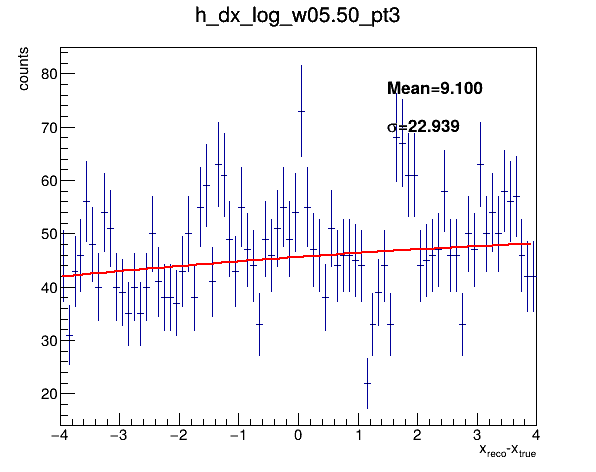 h_dx_log_w05.50_pt3
counts
Mean=9.100
σ=22.939
80
70
60
50
40
30
20
−4 −3 −2 −1 0 1 2 3 4
x_reco-x_true